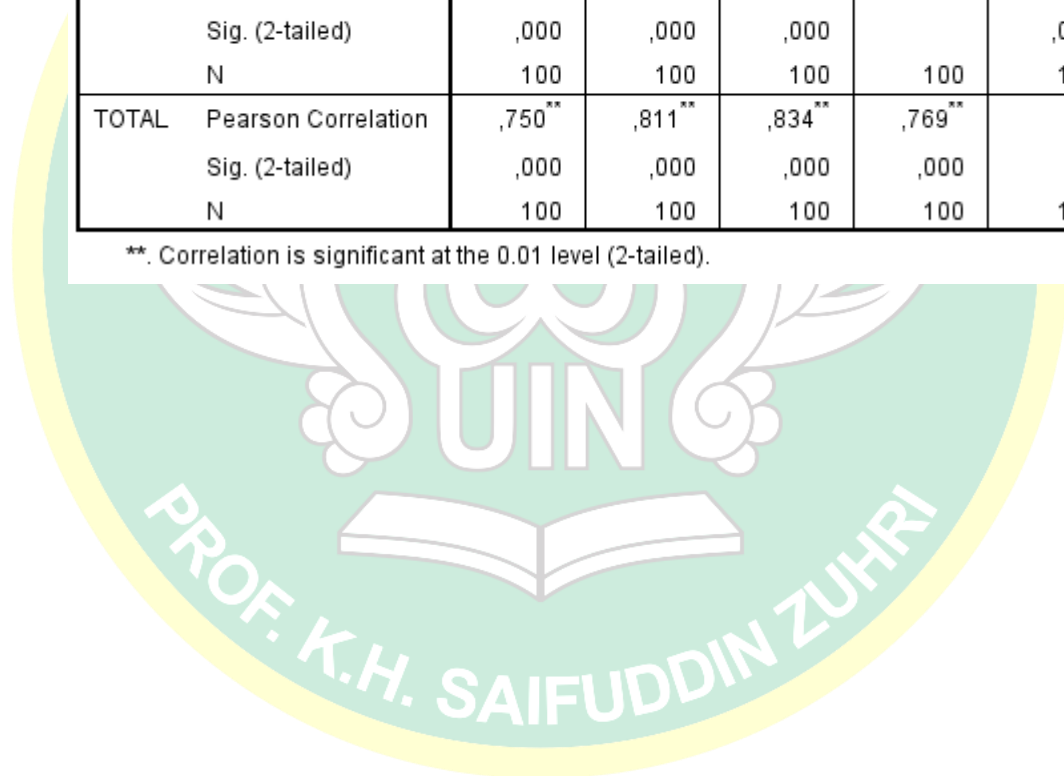 Sig. (2-tailed) ,000 ,000 ,000
N 100 100 100 100
TOTAL Pearson Correlation ,750** ,811** ,834** ,769**
Sig. (2-tailed) ,000 ,000 ,000 ,000
N 100 100 100 100
**. Correlation is significant at the 0.01 level (2-tailed).
UIN
PROF. K.H. SAIFUDDIN ZUHRI